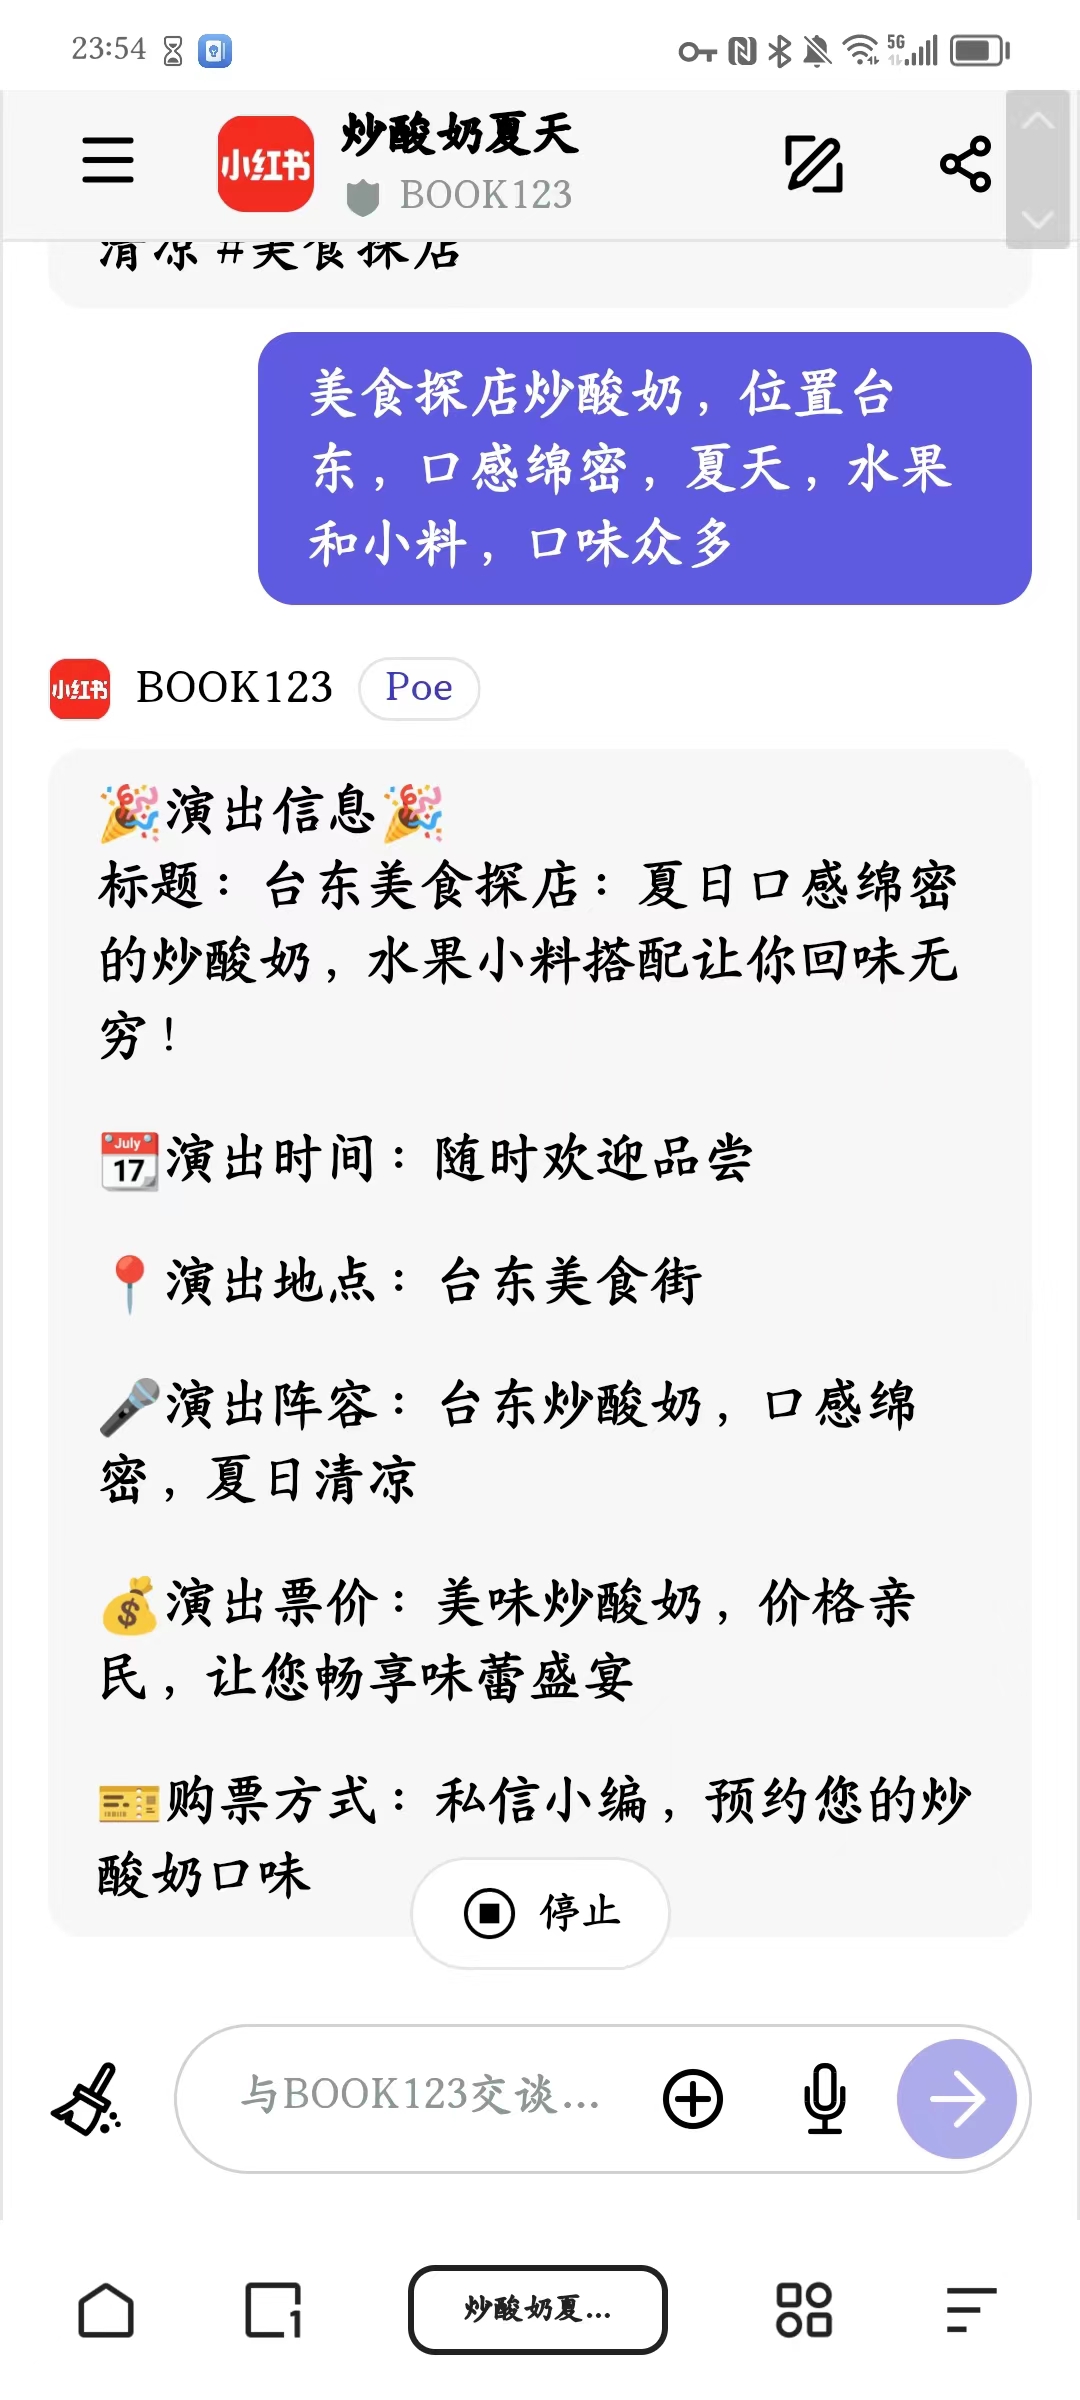 23:54
5G
小红书
炒酸奶夏天
BOOK123
清凉 #美食探店
美食探店炒酸奶，位置台
东，口感绵密，夏天，水果
和小料，口味众多
小红书
BOOK123
Poe
🎉演出信息🎉
标题：台东美食探店：夏日口感绵密
的炒酸奶，水果小料搭配让你回味无
穷！
📅演出时间：随时欢迎品尝
July
17
📍演出地点：台东美食街
🎤演出阵容：台东炒酸奶，口感绵
密，夏日清凉
💰演出票价：美味炒酸奶，价格亲
民，让您畅享味蕾盛宴
🎫购票方式：私信小编，预约您的炒
酸奶口味
停止
与BOOK123交谈...
1
炒酸奶夏...